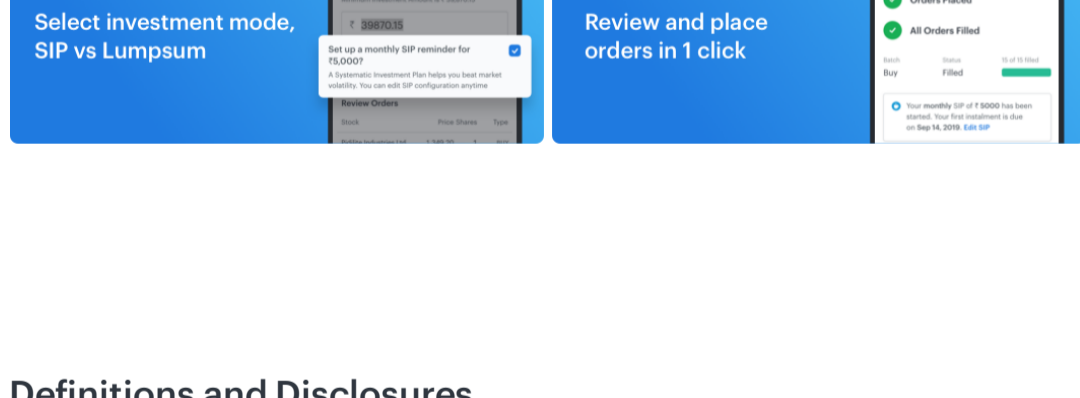 Select investment mode,
SIP vs Lumpsum
₹ 39870.15
Set up a monthly SIP reminder for
₹5,000?
A Systematic Investment Plan helps you beat market
volatility. You can edit SIP configuration anytime
Review Orders
Stock Price Shares Type
Review and place
orders in 1 click
Orders Placed
All Orders Filled
Batch Status 15 of 15 filled
Buy Filled
Your monthly SIP of ₹ 5000 has been
started. Your first instalment is due
on Sep 14, 2019. Edit SIP
Definitions and Disclosures